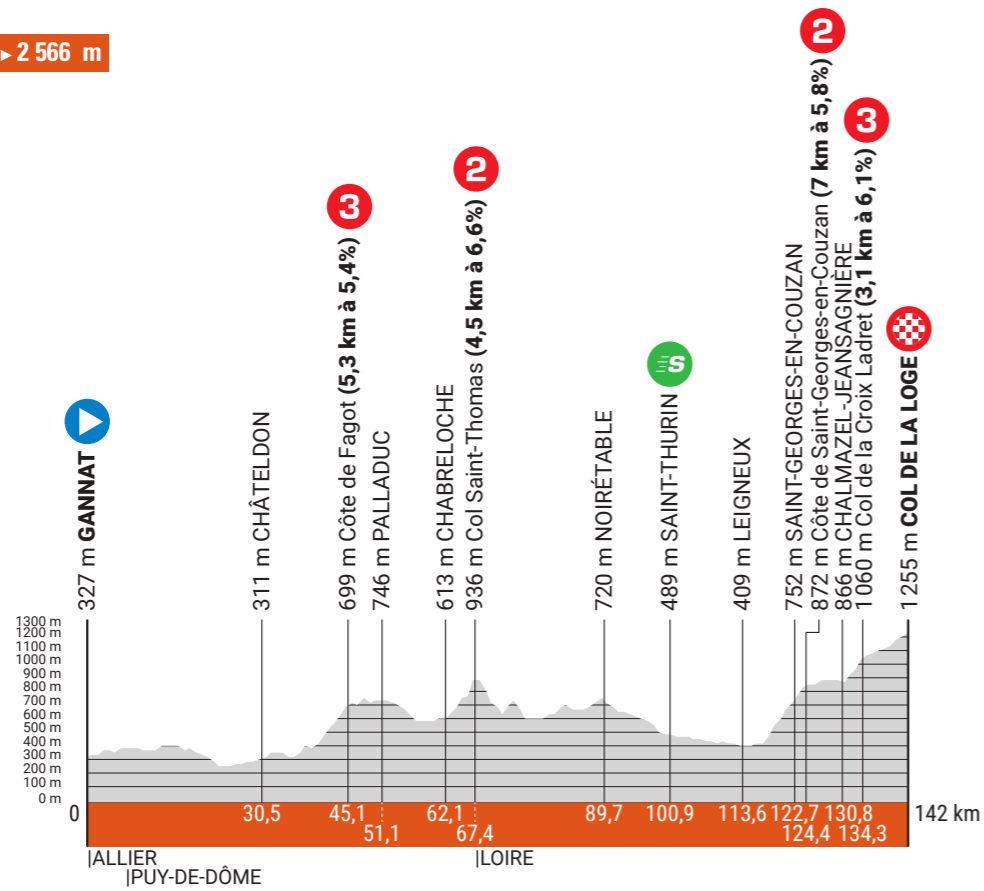 ▸ 2 566 m
327 m GANNAT
311 m CHÂTELDON
3
699 m Côte de Fagot (5,3 km à 5,4%)
746 m PALLADUC
613 m CHABRELOCHE
2
936 m Col Saint-Thomas (4,5 km à 6,6%)
720 m NOIRÉTABLE
S
489 m SAINT-THURIN
409 m LEIGNEUX
752 m SAINT-GEORGES-EN-COUZAN
2
872 m Côte de Saint-Georges-en-Couzan (7 km à 5,8%)
866 m CHALMAZEL-JEANSAGNIÈRE
3
1 060 m Col de la Croix Ladret (3,1 km à 6,1%)
1 255 m COL DE LA LOGE
1300 m
1200 m
1100 m
1000 m
900 m
800 m
700 m
600 m
500 m
400 m
300 m
200 m
100 m
0 m
0 30,5 45,1 62,1 89,7 100,9 113,6 122,7 130,8 142 km
51,1 67,4 124,4 134,3
|ALLIER |LOIRE
|PUY-DE-DÔME